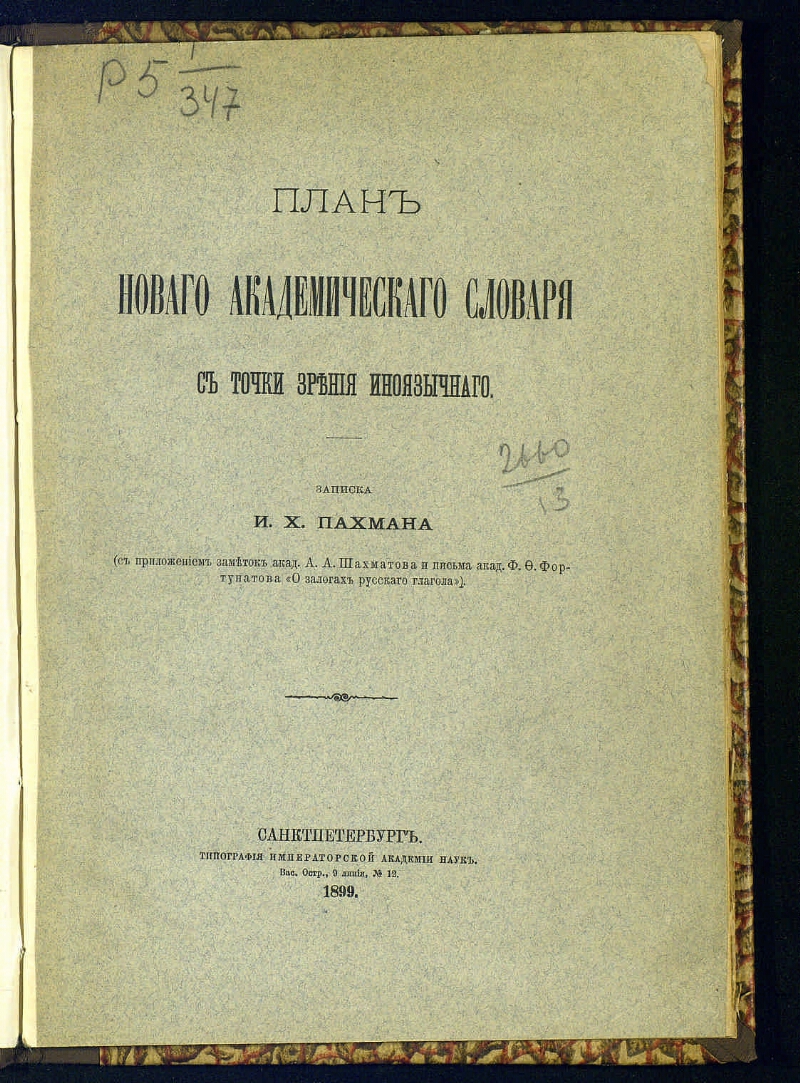 Р 5 1
347
ПЛАНЪ
НОВАГО АКАДЕМИЧЕСКАГО СЛОВАРЯ
СЪ ТОЧКИ ЗРѢНІЯ ИНОЯЗЫЧНАГО.
2660
13
ЗАПИСКА
И. Х. ПАХМАНА
(съ приложеніемъ замѣтокъ акад. А. А. Шахматова и письма акад. Ф. Ѳ. Фор-
тунатова «О залогахъ русскаго глагола»).
САНКТПЕТЕРБУРГЪ.
ТИПОГРАФІЯ ИМПЕРАТОРСКОЙ АКАДЕМІИ НАУКЪ.
Вас. Остр., 9 линія, № 12.
1899.